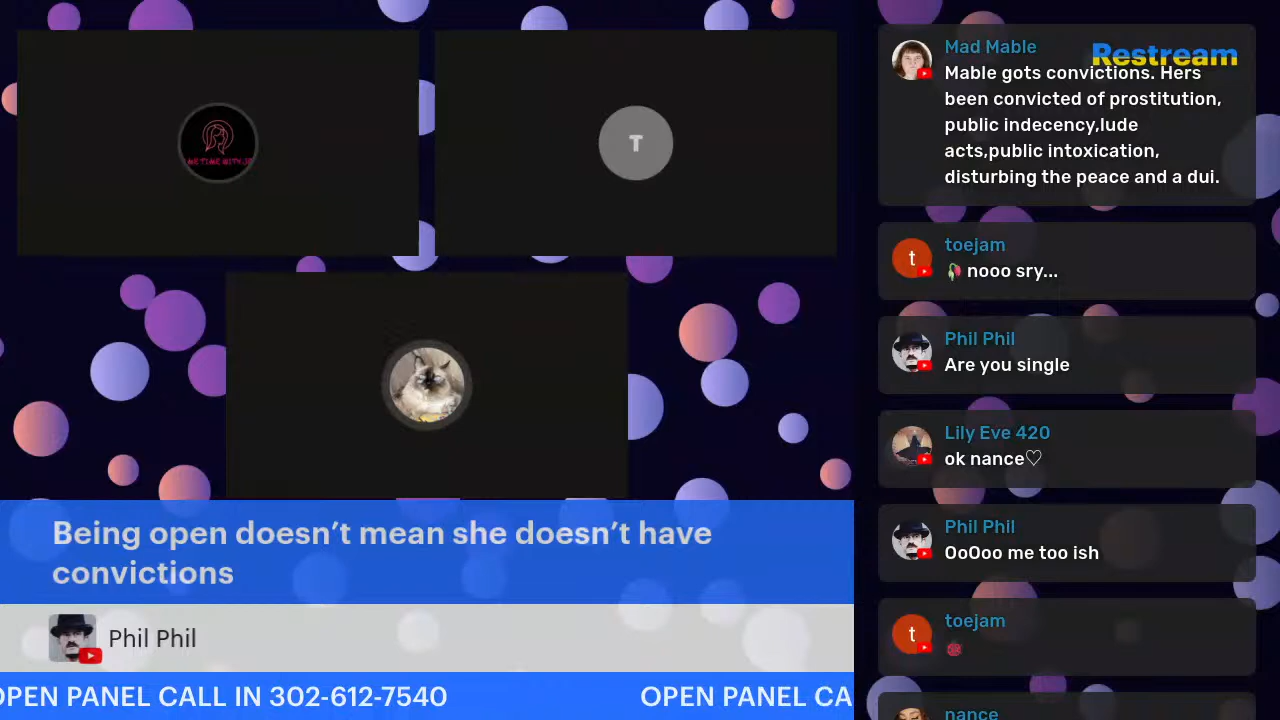 T
Being open doesn’t mean she doesn’t have
convictions
Phil Phil
OPEN PANEL CALL IN 302-612-7540
OPEN PANEL CA
Restream
Mad Mable
Mable gots convictions. Hers
been convicted of prostitution,
public indecency,lude
acts,public intoxication,
disturbing the peace and a dui.
t
toejam
nooo sry...
Phil Phil
Are you single
Lily Eve 420
ok nance♡
Phil Phil
OoOoo me too ish
t
toejam
nance